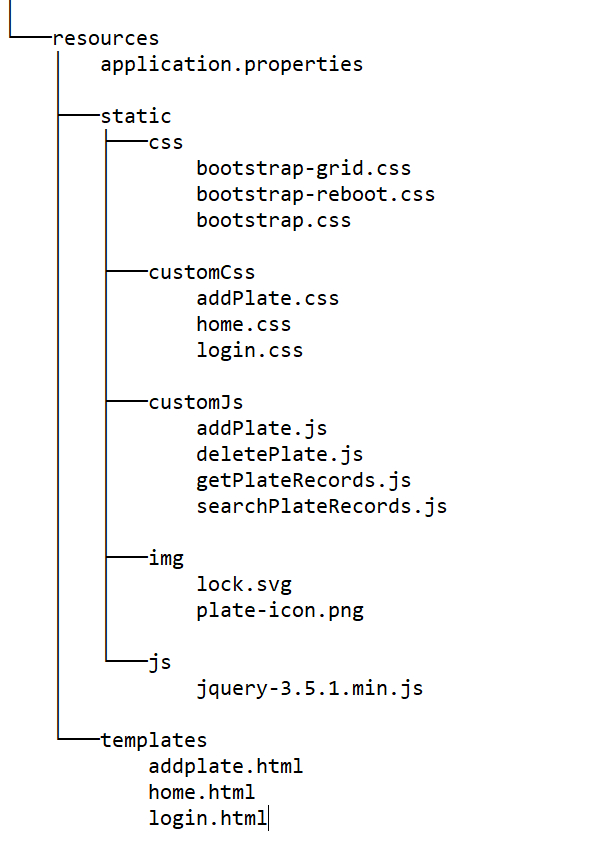 resources
application.properties
static
css
bootstrap-grid.css
bootstrap-reboot.css
bootstrap.css
customCss
addPlate.css
home.css
login.css
customJs
addPlate.js
deletePlate.js
getPlateRecords.js
searchPlateRecords.js
img
lock.svg
plate-icon.png
js
jquery-3.5.1.min.js
templates
addplate.html
home.html
login.html